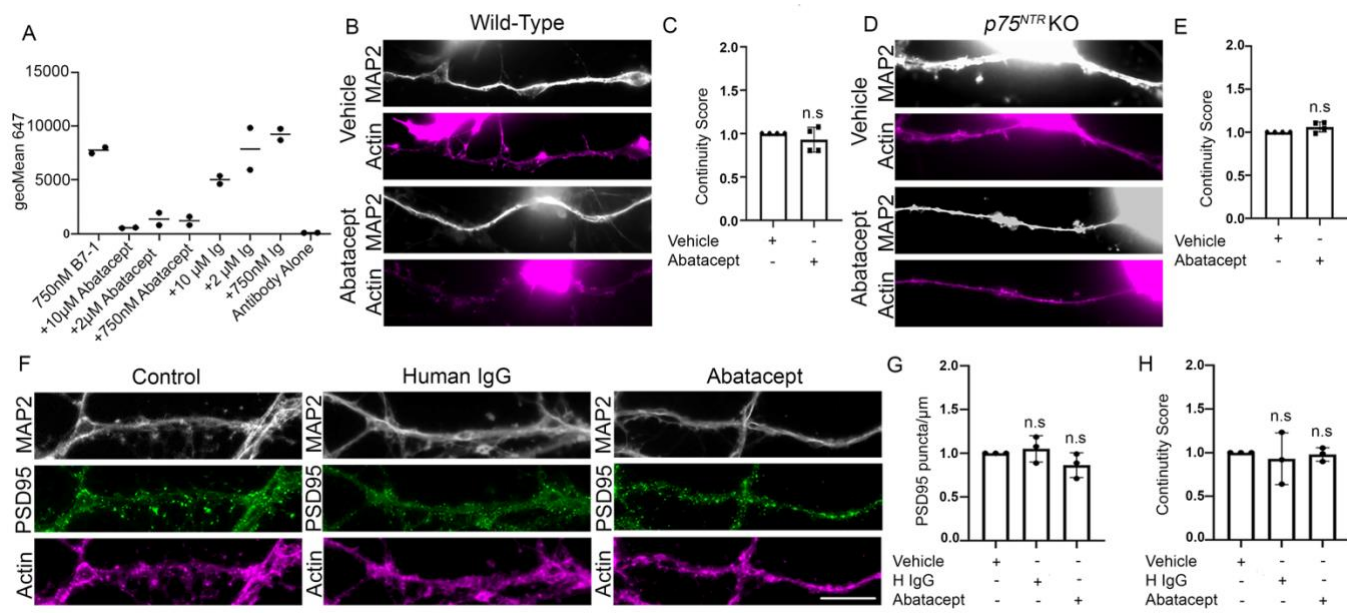 A
15000
10000
5000
0
geoMean 647
750nM B7-1
+10μM Abatacept
+2μM Abatacept
+750nM Abatacept
+10 μM Ig
+2 μM Ig
+750nM Ig
Antibody Alone
B
Wild-Type
Vehicle
MAP2
Actin
Abatacept
MAP2
Actin
C
2.0
1.5
1.0
0.5
0.0
Continuity Score
n.s
Vehicle + -
Abatacept - +
D
p75NTR KO
Vehicle
MAP2
Actin
Abatacept
MAP2
Actin
E
2.0
1.5
1.0
0.5
0.0
Continuity Score
n.s
Vehicle + -
Abatacept - +
F
Control
Human IgG
Abatacept
MAP2
MAP2
MAP2
PSD95
PSD95
PSD95
Actin
Actin
Actin
G
2.0
1.5
1.0
0.5
0.0
PSD95 puncta/μm
n.s
n.s
Vehicle + - -
H IgG - + -
Abatacept - - +
H
2.0
1.5
1.0
0.5
0.0
Continutity Score
n.s
n.s
Vehicle + - -
H IgG - + -
Abatacept - - +